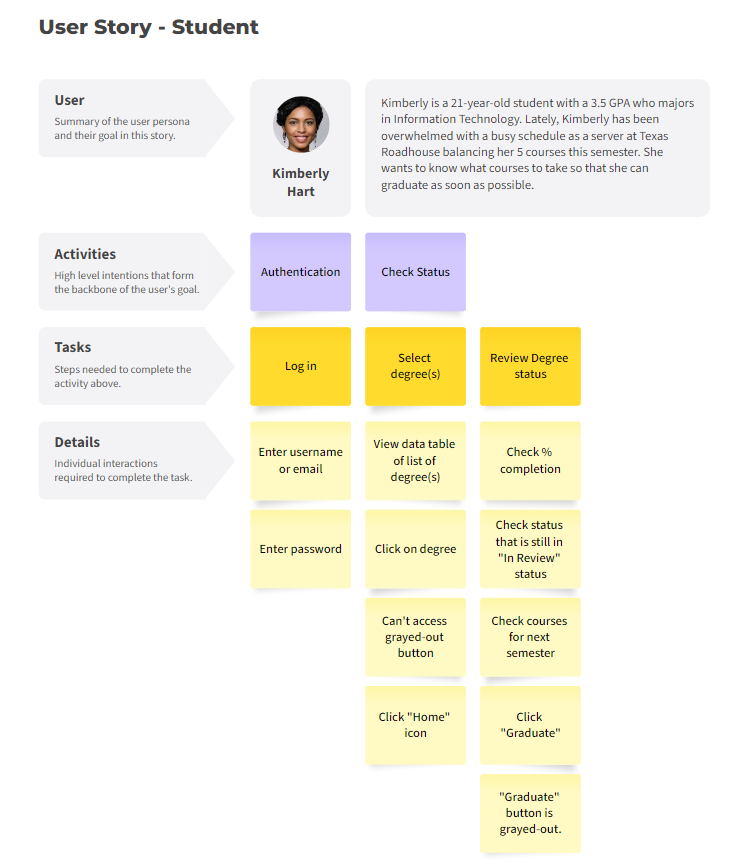 User Story - Student
User
Summary of the user persona
and their goal in this story.
Kimberly
Hart
Kimberly is a 21-year-old student with a 3.5 GPA who majors
in Information Technology. Lately, Kimberly has been
overwhelmed with a busy schedule as a server at Texas
Roadhouse balancing her 5 courses this semester. She
wants to know what courses to take so that she can
graduate as soon as possible.
Activities
High level intentions that form
the backbone of the user's goal.
Authentication
Check Status
Tasks
Steps needed to complete the
activity above.
Log in
Select
degree(s)
Review Degree
status
Details
Individual interactions
required to complete the task.
Enter username
or email
View data table
of list of
degree(s)
Check %
completion
Enter password
Click on degree
Check status
that is still in
"In Review"
status
Can't access
grayed-out
button
Check courses
for next
semester
Click "Home"
icon
Click
"Graduate"
"Graduate"
button is
grayed-out.